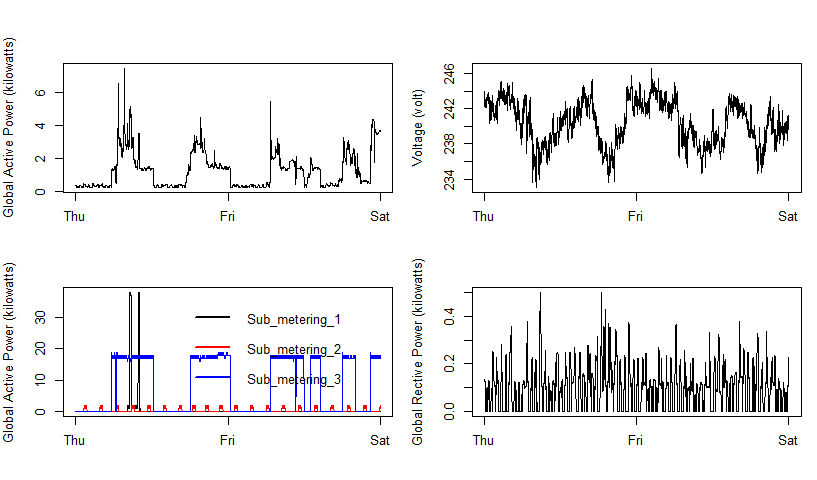 Global Active Power (kilowatts)
6
4
2
0
Thu
Fri
Sat
Voltage (volt)
246
242
238
234
Thu
Fri
Sat
Global Active Power (kilowatts)
30
20
10
0
Thu
Fri
Sat
Sub_metering_1
Sub_metering_2
Sub_metering_3
Global Rective Power (kilowatts)
0.4
0.2
0.0
Thu
Fri
Sat